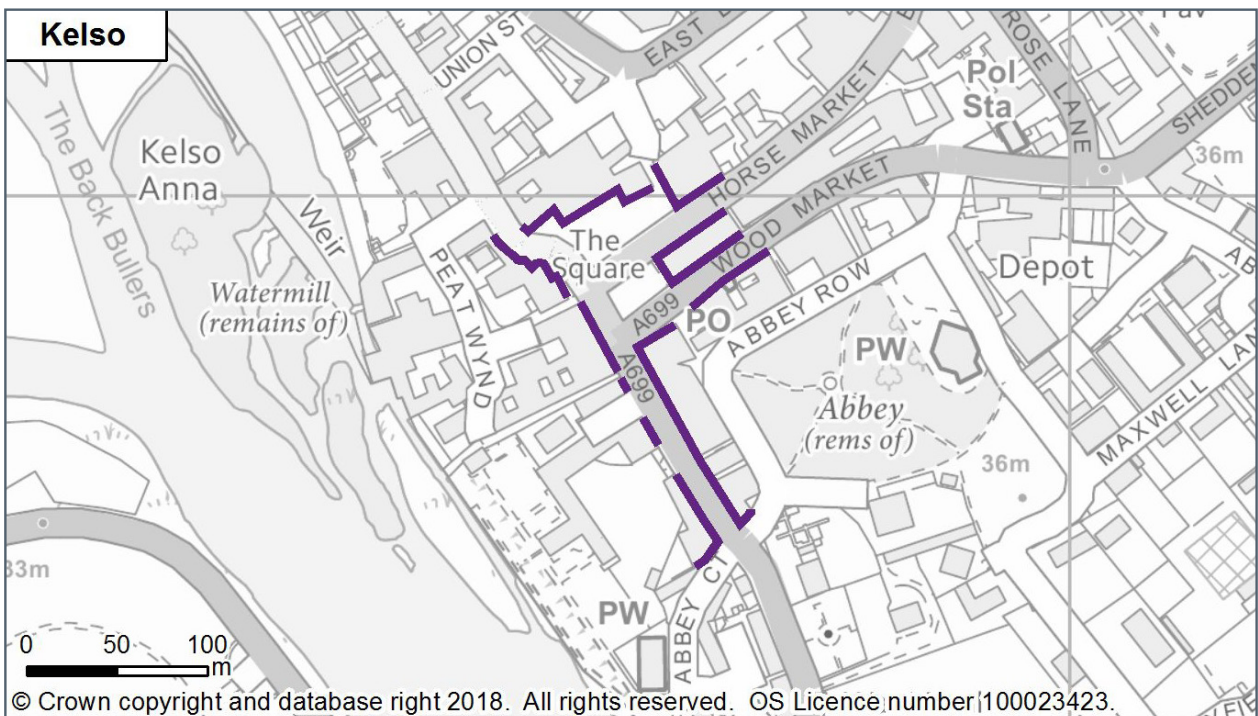 Kelso
UNION ST
EAST
HORSE MARKET
Pol
Sta
ROSE LANE
SHEDDEN
36m
The Back Bullers
Kelso
Anna
Weir
The
Square
WOOD MARKET
Depot
Watermill
(remains of)
PEAT WYND
A699
PO
ABBEY ROW
PW
Abbey
(rems of)
A699
MAXWELL LAN
36m
33m
PW
ABBEY CT
0 50 100
m
© Crown copyright and database right 2018. All rights reserved. OS Licence number 100023423.